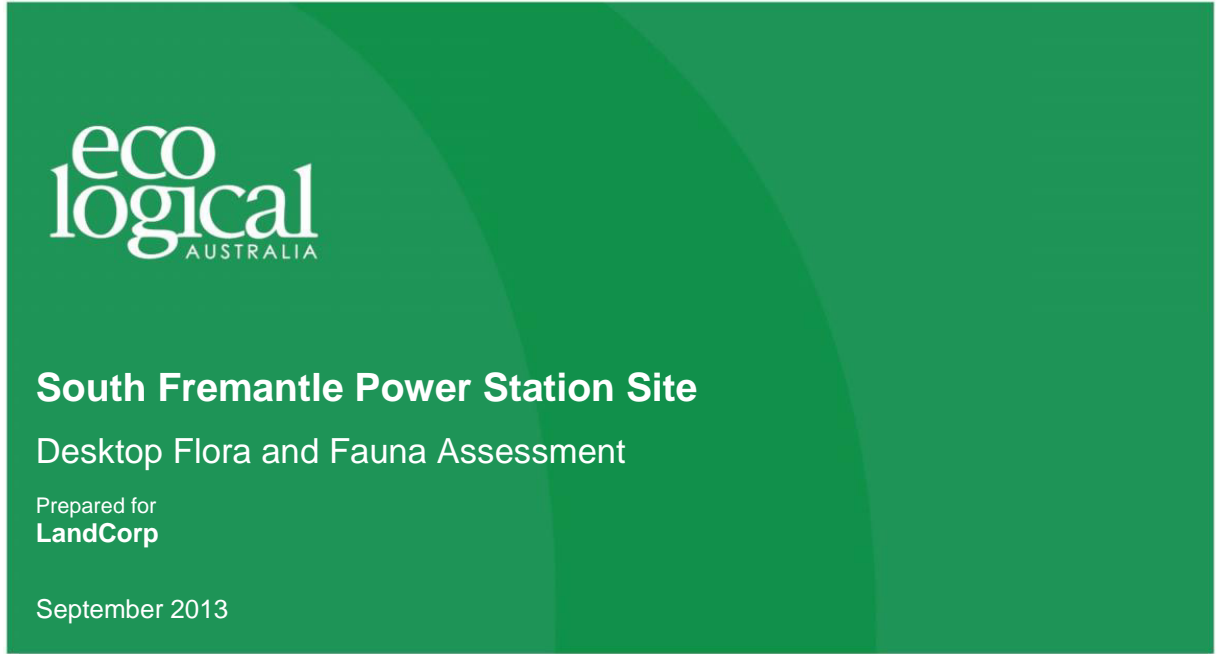 eco
logical
AUSTRALIA
South Fremantle Power Station Site
Desktop Flora and Fauna Assessment
Prepared for
LandCorp
September 2013